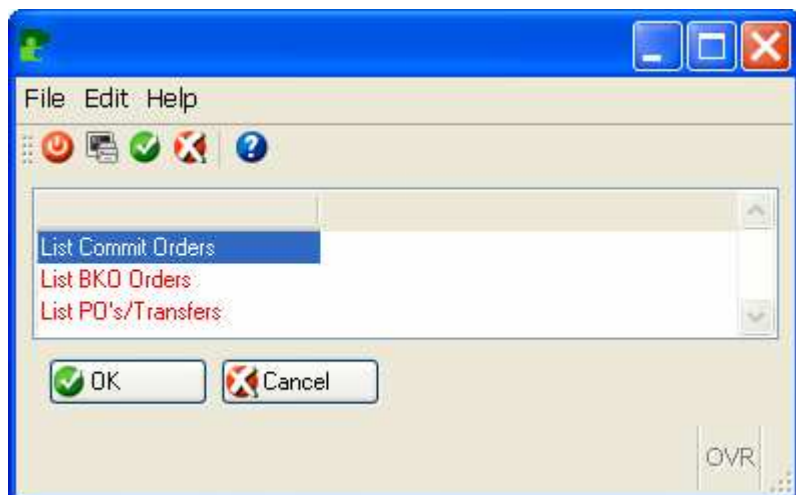 File Edit Help
List Commit Orders
List BKO Orders
List PO's/Transfers
OK Cancel
OVR